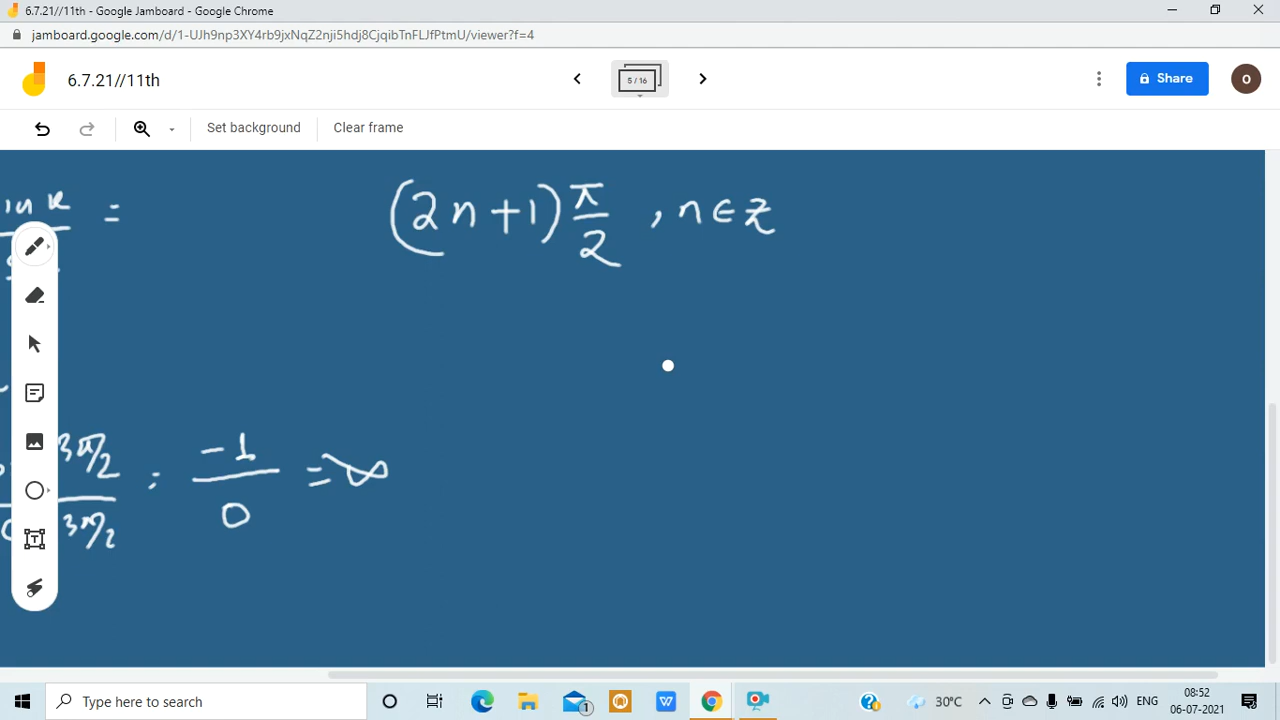 6.7.21//11th - Google Jamboard - Google Chrome
jamboard.google.com/d/1-UJh9np3XY4rb9jxNqZ2nji5hdj8CjqibTnFLJfPtmU/viewer?f=4
6.7.21//11th
5 / 16
Share
O
Set background
Clear frame
=
(2n+1)π/2 , n∈z
3π/2 / 3π/2 = -1/0 = ∞
Type here to search
1
30°C
ENG
08:52
06-07-2021